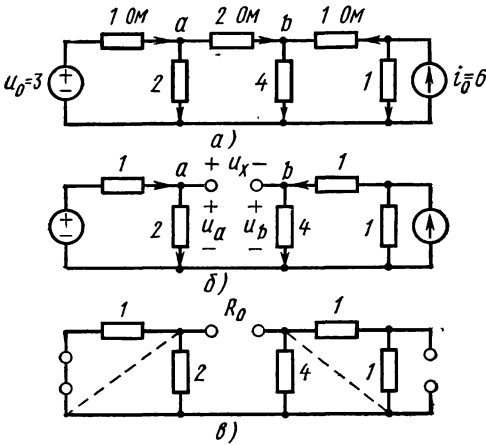 1 Ом a 2 Ом b 1 Ом
u₀=3 2 4 1 i₀=6
а)
1 a + uₓ − b 1
+ − 2 + uₐ − + u_b − 4 1
б)
1 R₀ 1
2 4 1
в)